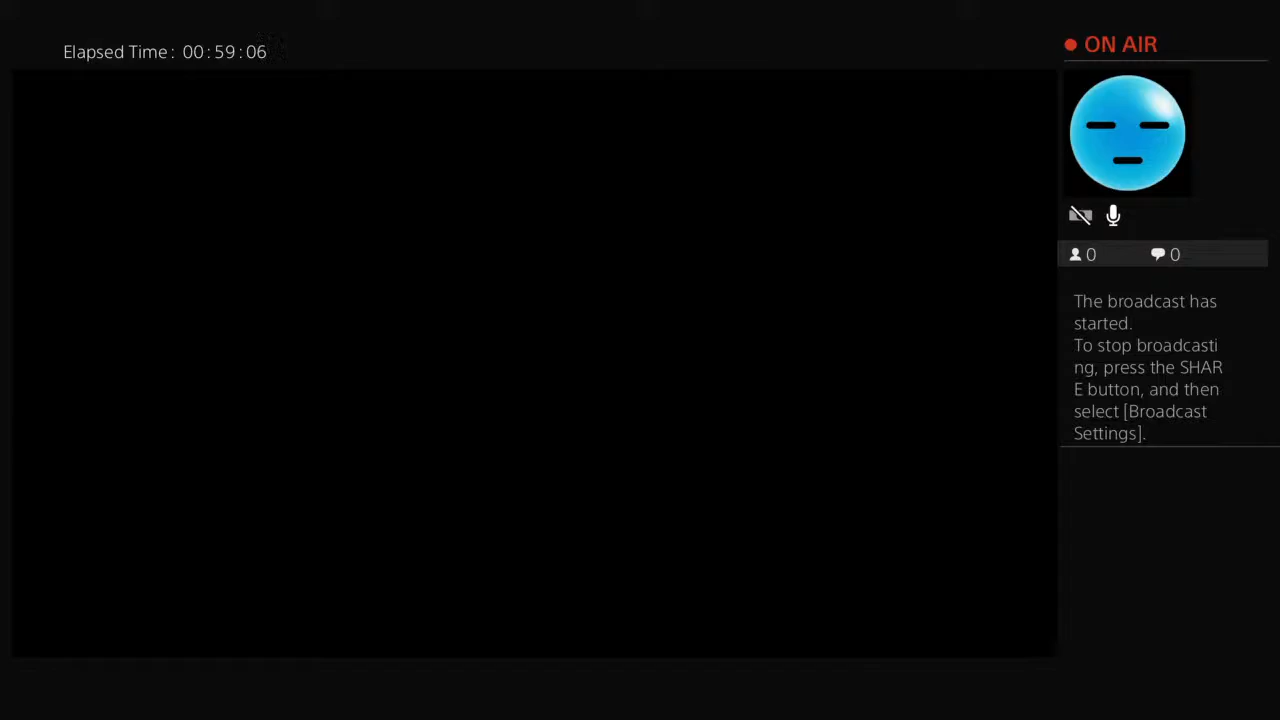 Elapsed Time: 00:59:06
ON AIR
0 0
The broadcast has
started.
To stop broadcasti
ng, press the SHAR
E button, and then
select [Broadcast
Settings].